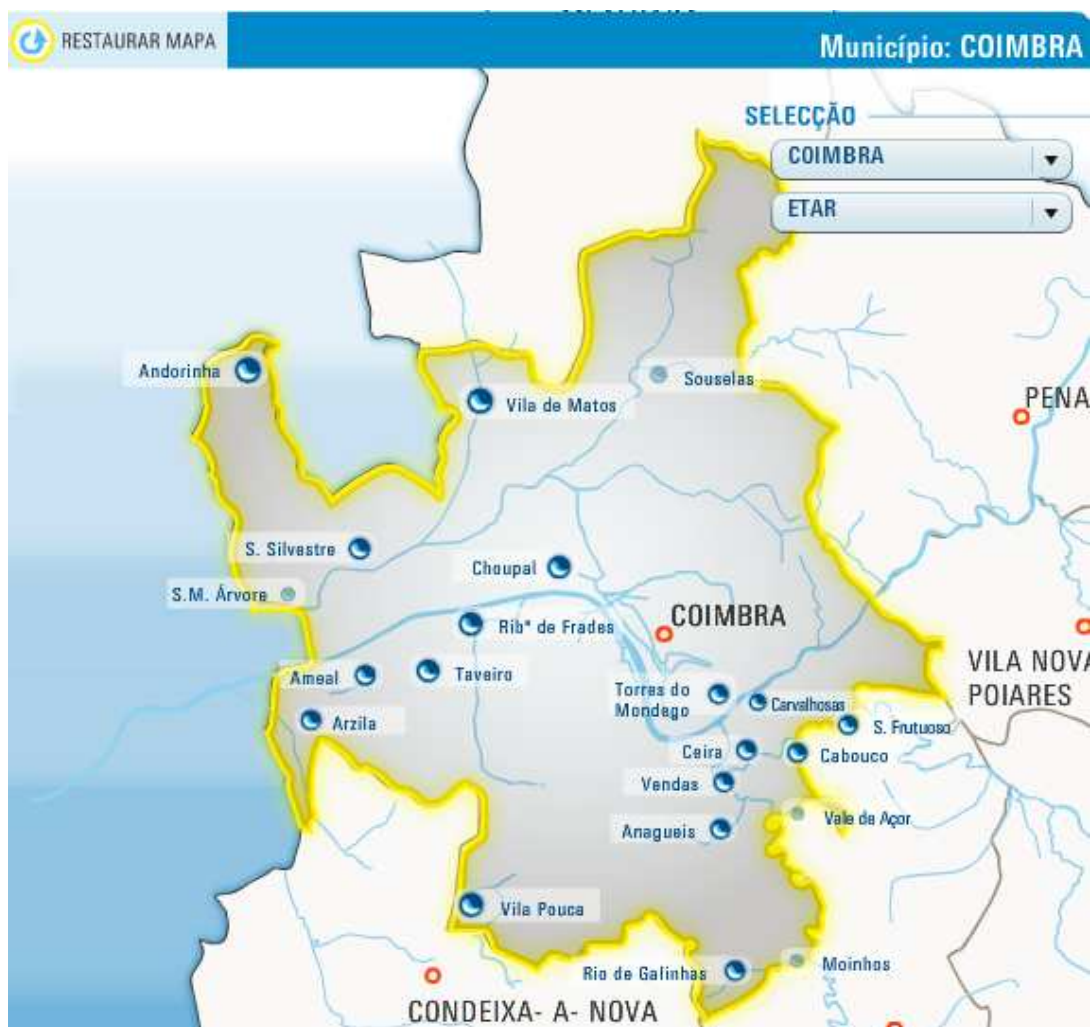 RESTAURAR MAPA
Município: COIMBRA
SELECÇÃO
COIMBRA
ETAR
Andorinha
Vila de Matos
Souselas
PENA
S. Silvestre
Choupal
S.M. Árvore
Ribª de Frades
COIMBRA
VILA NOVA
POIARES
Ameal
Taveiro
Torres do
Mondego
Carvalhosas
Arzila
S. Frutuoso
Ceira
Cabouco
Vendas
Vale de Açor
Anagueis
Vila Pouca
Rio de Galinhas
Moinhos
CONDEIXA- A- NOVA